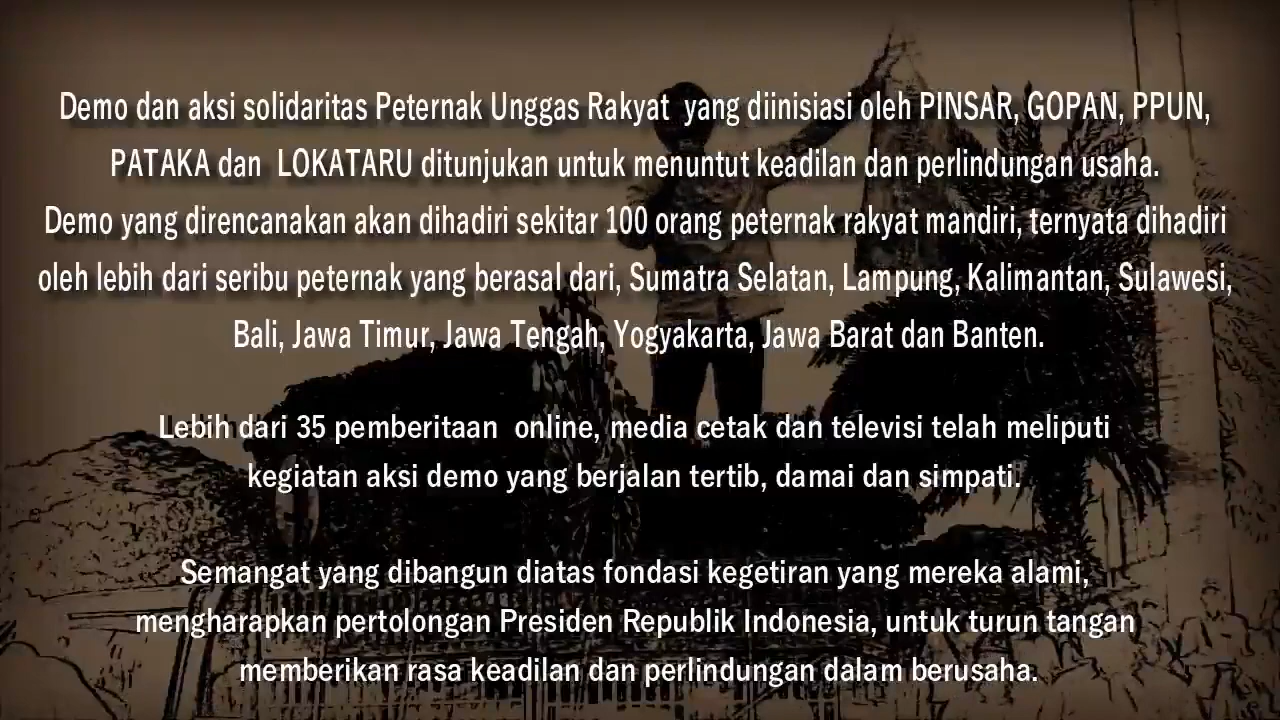 Demo dan aksi solidaritas Peternak Unggas Rakyat yang diinisiasi oleh PINSAR, GOPAN, PPUN,
PATAKA dan LOKATARU ditunjukan untuk menuntut keadilan dan perlindungan usaha.
Demo yang direncanakan akan dihadiri sekitar 100 orang peternak rakyat mandiri, ternyata dihadiri
oleh lebih dari seribu peternak yang berasal dari, Sumatra Selatan, Lampung, Kalimantan, Sulawesi,
Bali, Jawa Timur, Jawa Tengah, Yogyakarta, Jawa Barat dan Banten.
Lebih dari 35 pemberitaan online, media cetak dan televisi telah meliputi
kegiatan aksi demo yang berjalan tertib, damai dan simpati.
Semangat yang dibangun diatas fondasi kegetiran yang mereka alami,
mengharapkan pertolongan Presiden Republik Indonesia, untuk turun tangan
memberikan rasa keadilan dan perlindungan dalam berusaha.